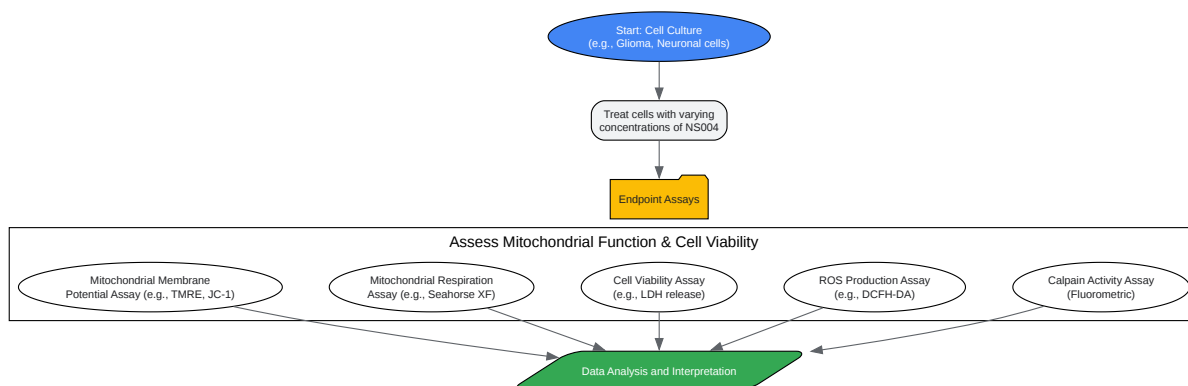 Start: Cell Culture
(e.g., Glioma, Neuronal cells)
Treat cells with varying
concentrations of NS004
Endpoint Assays
Assess Mitochondrial Function & Cell Viability
Mitochondrial Membrane
Potential Assay (e.g., TMRE, JC-1)
Mitochondrial Respiration
Assay (e.g., Seahorse XF)
Cell Viability Assay
(e.g., LDH release)
ROS Production Assay
(e.g., DCFH-DA)
Calpain Activity Assay
(Fluorometric)
Data Analysis and Interpretation